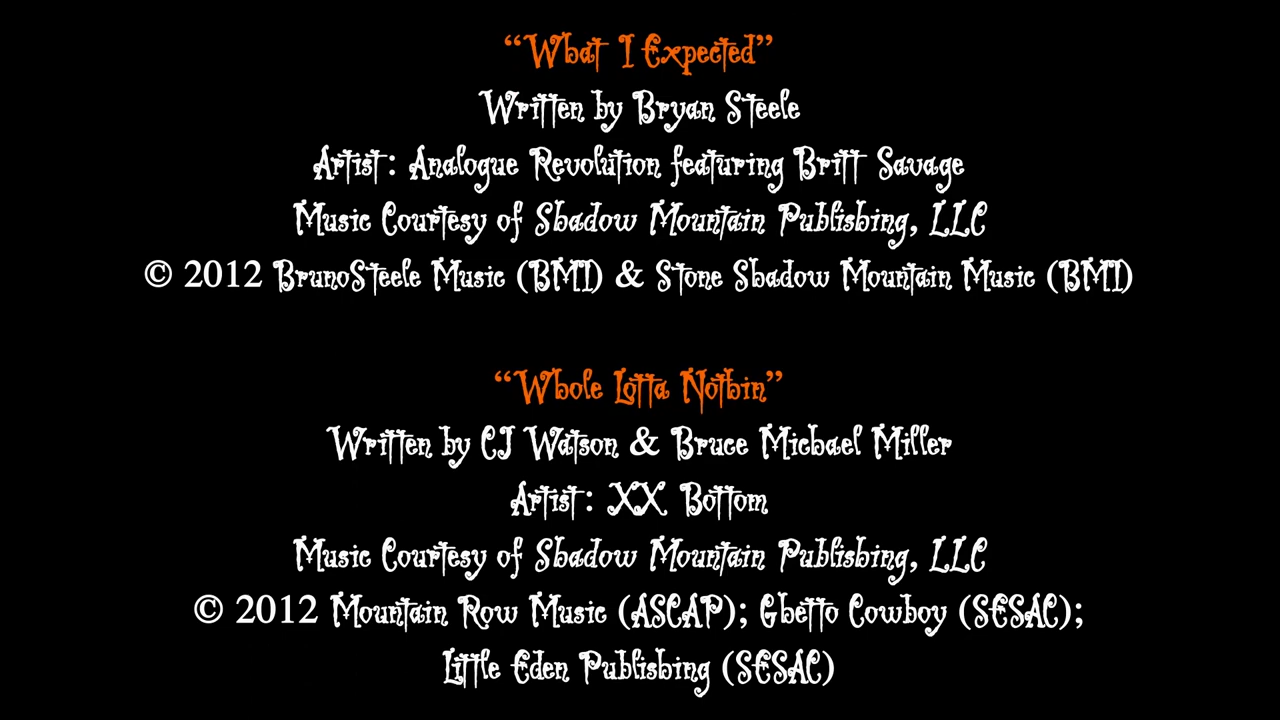 “What I Expected”
Written by Bryan Steele
Artist: Analogue Revolution featuring Britt Savage
Music Courtesy of Shadow Mountain Publishing, LLC
© 2012 BrunoSteele Music (BMI) & Stone Shadow Mountain Music (BMI)
“Whole Lotta Nothin”
Written by CJ Watson & Bruce Michael Miller
Artist: XX Bottom
Music Courtesy of Shadow Mountain Publishing, LLC
© 2012 Mountain Row Music (ASCAP); Ghetto Cowboy (SESAC);
Little Eden Publishing (SESAC)